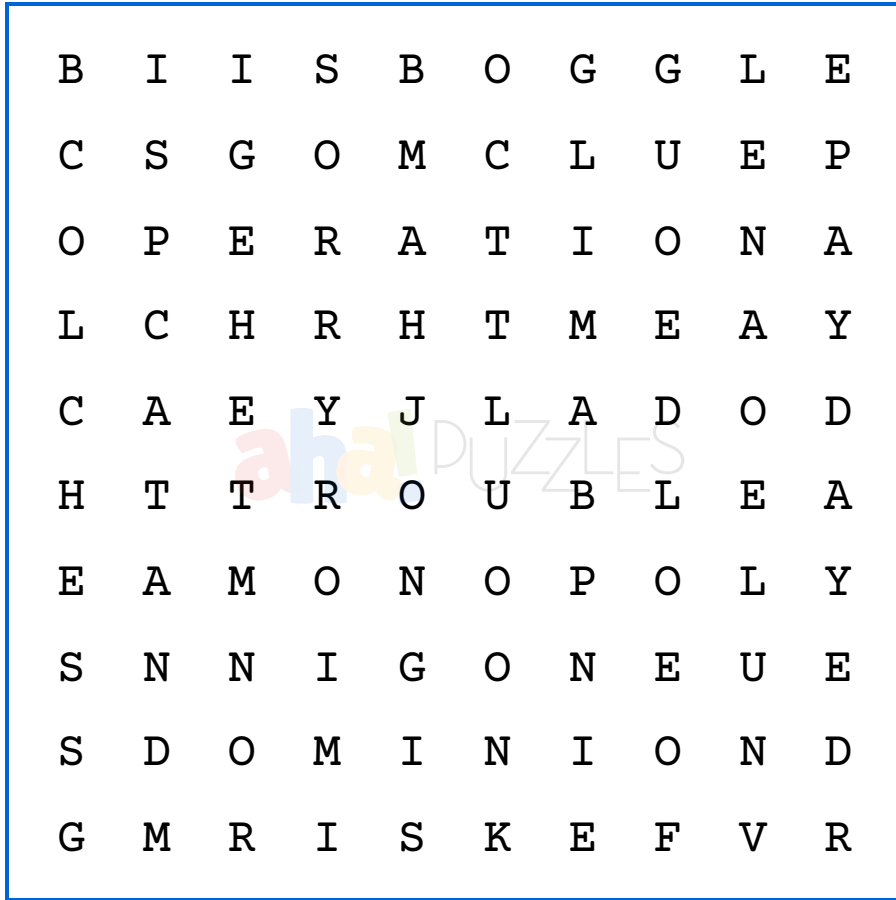 B I I S B O G G L E
C S G O M C L U E P
O P E R A T I O N A
L C H R H T M E A Y
C A E Y J L A D O D
aha! PUZZLES
H T T R O U B L E A
E A M O N O P O L Y
S N N I G O N E U E
S D O M I N I O N D
G M R I S K E F V R